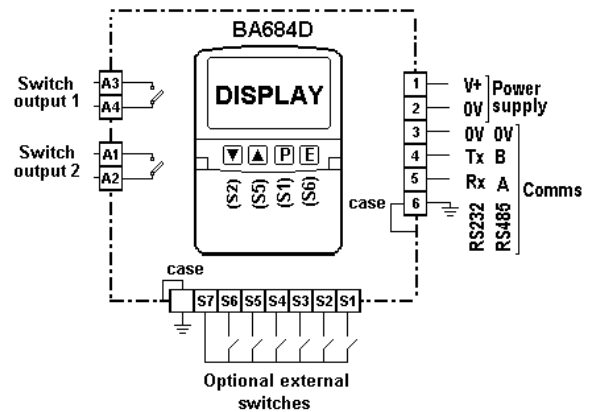 BA684D
Switch output 1
A3
A4
Switch output 2
A1
A2
DISPLAY
P E
(S2) (S5) (S1) (S6)
1 V+
2 0V
Power supply
3 0V 0V
4 Tx B
5 Rx A
6
case
RS232 RS485
Comms
case
S7 S6 S5 S4 S3 S2 S1
Optional external
switches